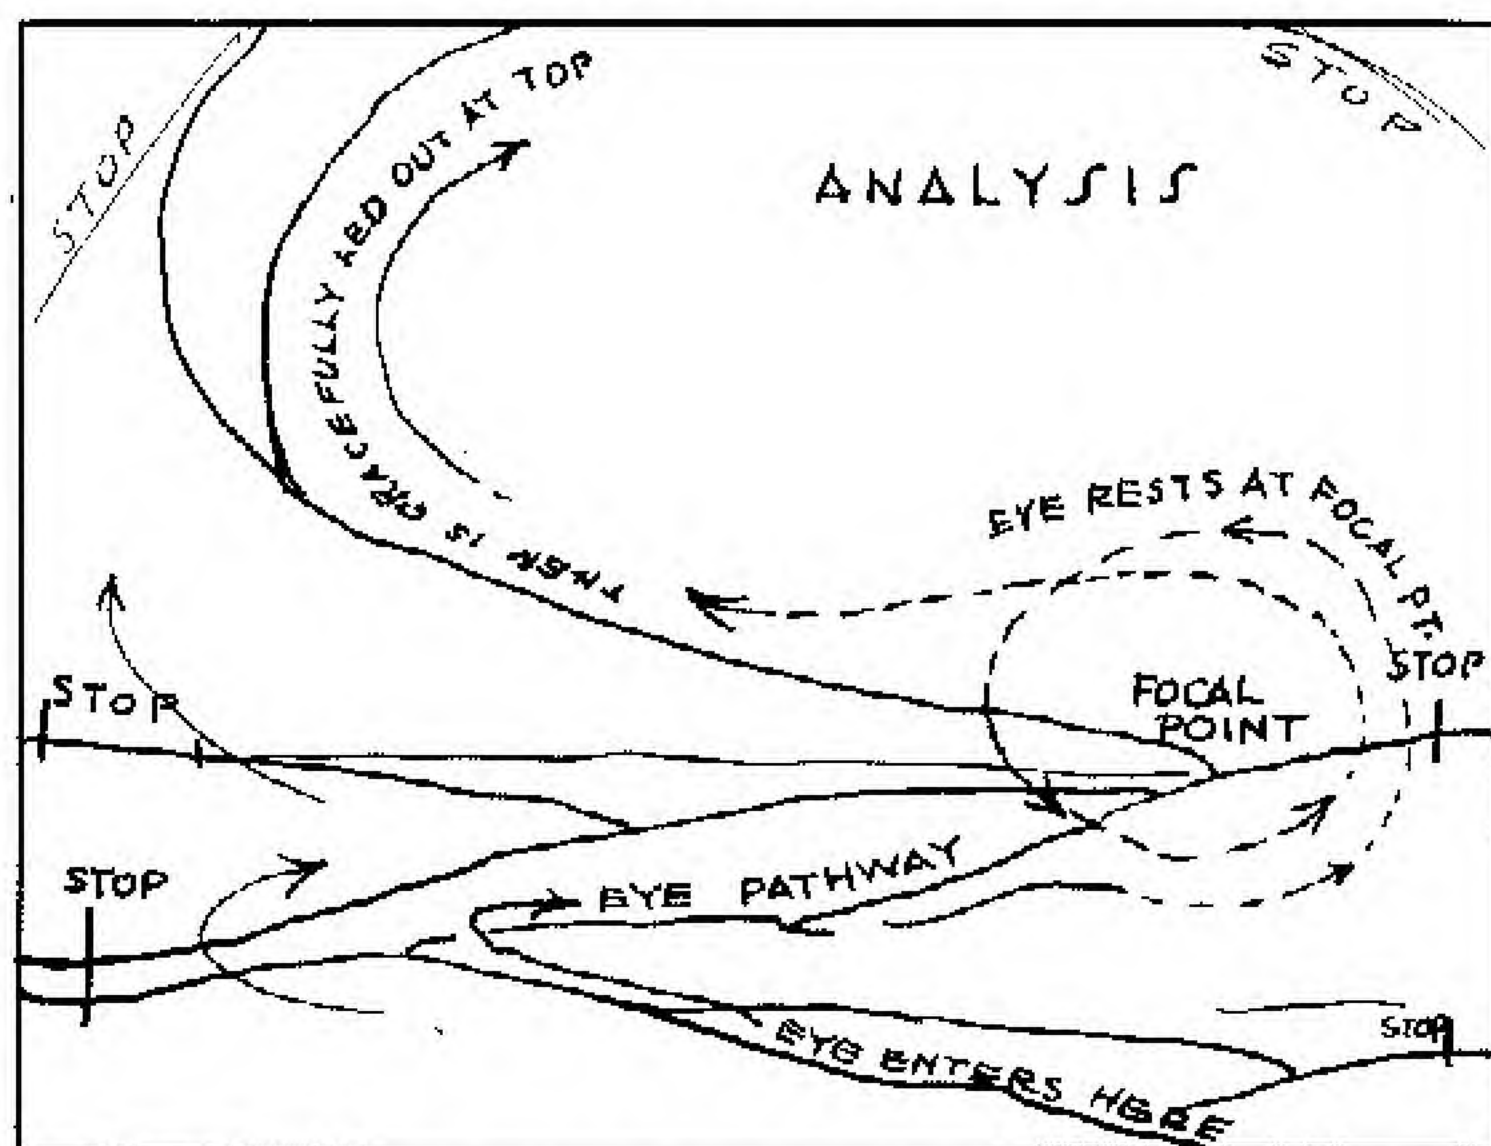 STOP
STOP
ANALYSIS
THEN IS GRACEFULLY ABD OUT AT TOP
EYE RESTS AT FOCAL PT.
STOP
FOCAL
POINT
STOP
STOP
EYE PATHWAY
STOP
EYE ENTERS HERE